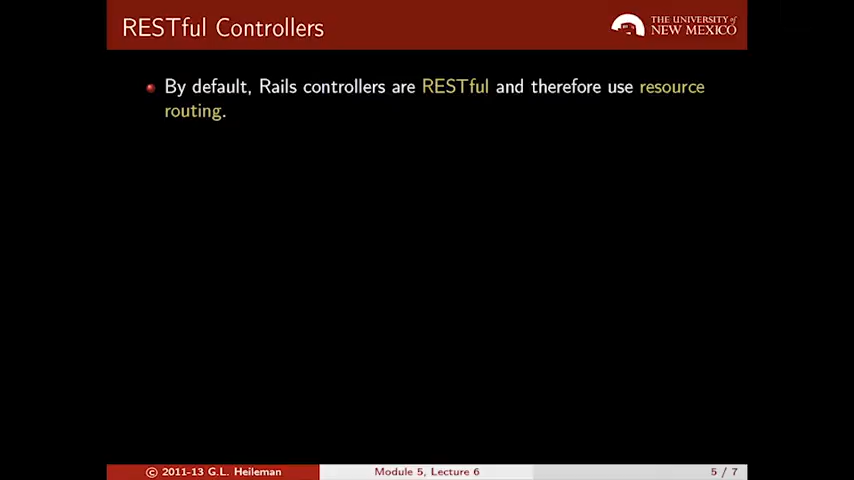 RESTful Controllers
THE UNIVERSITY of
NEW MEXICO
By default, Rails controllers are RESTful and therefore use resource
routing.
© 2011-13 G.L. Heileman
Module 5, Lecture 6
5 / 7